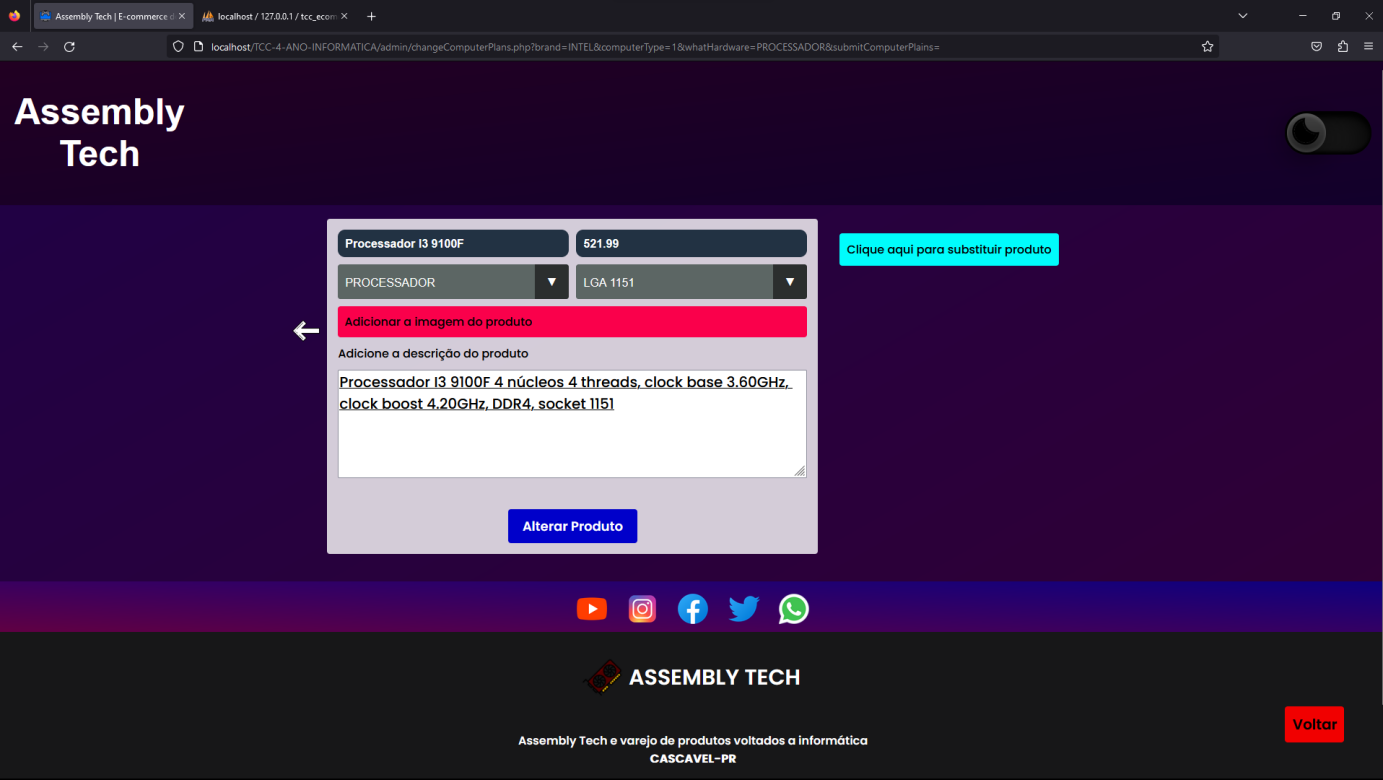 Assembly Tech | E-commerce d
localhost / 127.0.0.1 / tcc_ecom
localhost/TCC-4-ANO-INFORMATICA/admin/changeComputerPlans.php?brand=INTEL&computerType=1&whatHardware=PROCESSADOR&submitComputerPlains=
Assembly
Tech
Processador I3 9100F
521.99
Clique aqui para substituir produto
PROCESSADOR
LGA 1151
Adicionar a imagem do produto
Adicione a descrição do produto
Processador I3 9100F 4 núcleos 4 threads, clock base 3.60GHz,
clock boost 4.20GHz, DDR4, socket 1151
Alterar Produto
ASSEMBLY TECH
Voltar
Assembly Tech e varejo de produtos voltados a informática
CASCAVEL-PR